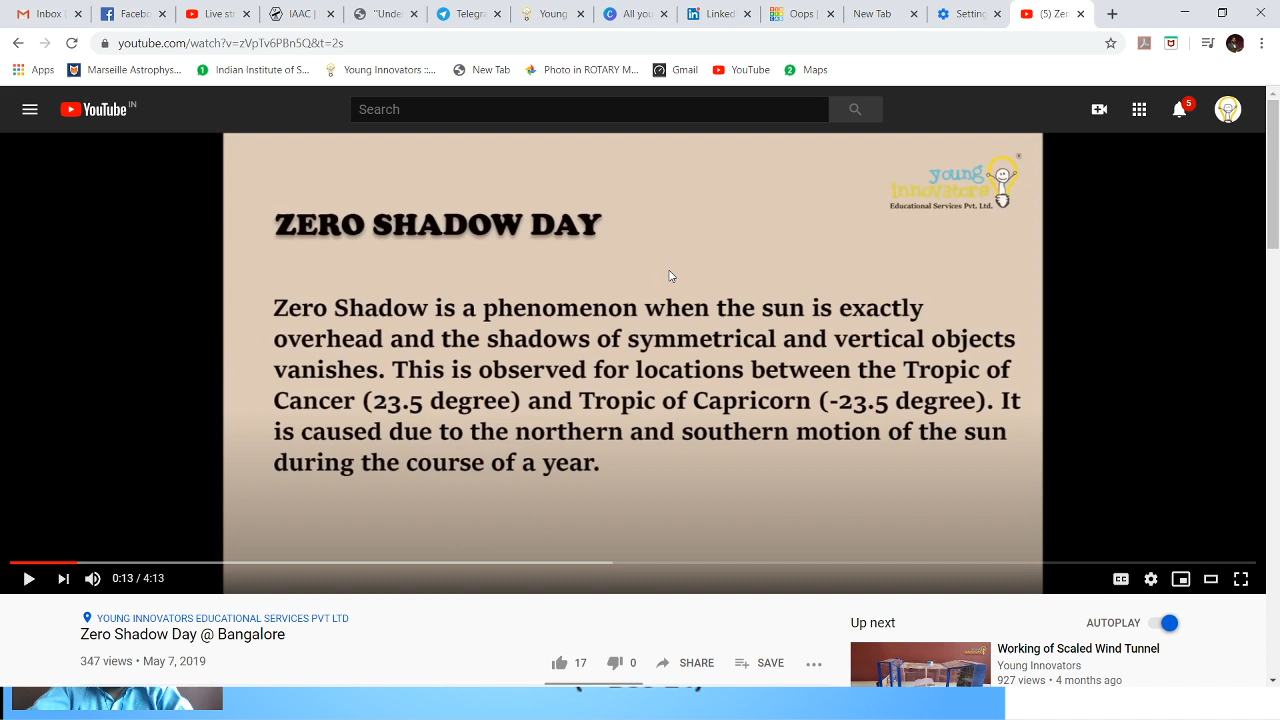 Inbox (
Facebo
Live str
IAAC |
"Under
Telegra
Young
All you
Linked
Oops |
New Tab
Setting
(5) Zer
youtube.com/watch?v=zVpTv6PBn5Q&t=2s
Apps
Marseille Astrophys...
Indian Institute of S...
Young Innovators ::...
New Tab
Photo in ROTARY M...
Gmail
YouTube
Maps
YouTube IN
Search
5
young
innovators
Educational Services Pvt. Ltd.
ZERO SHADOW DAY
Zero Shadow is a phenomenon when the sun is exactly
overhead and the shadows of symmetrical and vertical objects
vanishes. This is observed for locations between the Tropic of
Cancer (23.5 degree) and Tropic of Capricorn (-23.5 degree). It
is caused due to the northern and southern motion of the sun
during the course of a year.
0:13 / 4:13
YOUNG INNOVATORS EDUCATIONAL SERVICES PVT LTD
Zero Shadow Day @ Bangalore
347 views • May 7, 2019
17
0
SHARE
SAVE
Up next
AUTOPLAY
Working of Scaled Wind Tunnel
Young Innovators
927 views • 4 months ago